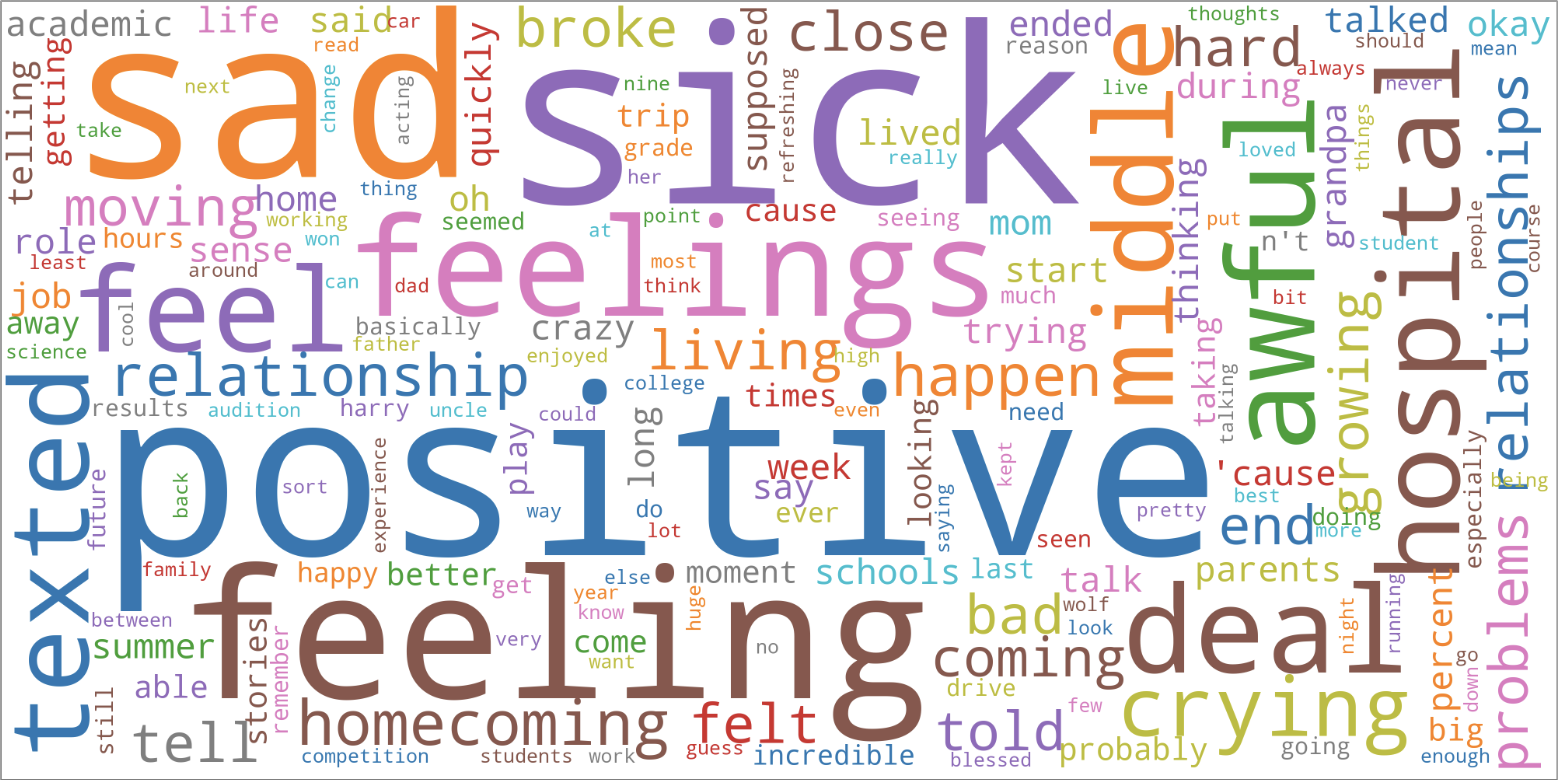 academic
life
said
car
broke
close
ended
thoughts
talked
okay
sad
sick
read
quickly
supposed
reason
hard
should
mean
telling
getting
next
change
acting
nine
trip
grade
her
refreshing
lived
really
live
middle
during
always
never
hospital
take
thing
awful
loved
grandpa
things
relationships
moving
home
working
oh
seemed
point
cause
seeing
mom
thinking
put
n't
student
people
course
role
hours
won
sense
at
feelings
least
around
can
dad
most
think
start
much
bit
job
feel
cool
away
science
basically
father
crazy
enjoyed
living
high
trying
taking
talking
growing
relationship
happen
texted
results
audition
harry
uncle
college
could
times
even
need
long
looking
positive
play
week
say
ever
'cause
best
being
future
back
sort
experience
way
do
lot
saying
kept
pretty
end
doing
more
especially
seen
family
happy
better
get
else
year
know
moment
schools
last
talk
parents
percent
problems
feeling
huge
between
summer
stories
remember
very
come
want
no
bad
wolf
look
coming
deal
night
running
go
down
able
still
tell
homecoming
felt
drive
few
crying
told
big
competition
students
work
guess
incredible
blessed
probably
going
enough